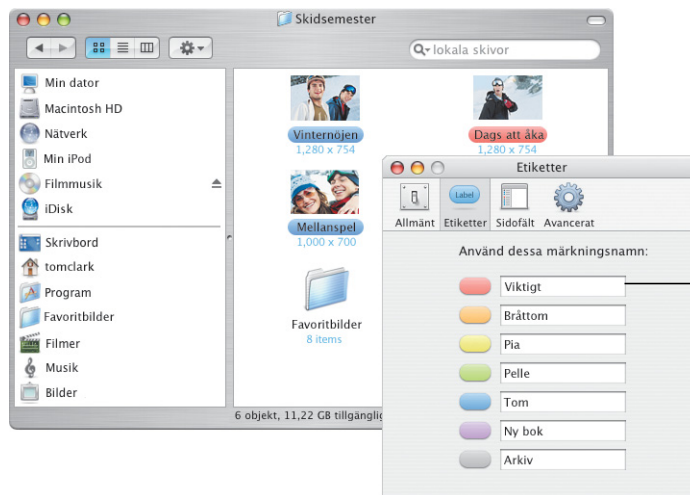 Skidsemester
lokala skivor
Min dator
Macintosh HD
Nätverk
Min iPod
Filmmusik
iDisk
Skrivbord
tomclark
Program
Favoritbilder
Filmer
Musik
Bilder
Vinternöjen
1,280 x 754
Dags att åka
1,280 x 754
Mellanspel
1,000 x 700
Favoritbilder
8 items
6 objekt, 11,22 GB tillgänglig
Etiketter
Label
Allmänt Etiketter Sidofält Avancerat
Använd dessa märkningsnamn:
Viktigt
Bråttom
Pia
Pelle
Tom
Ny bok
Arkiv